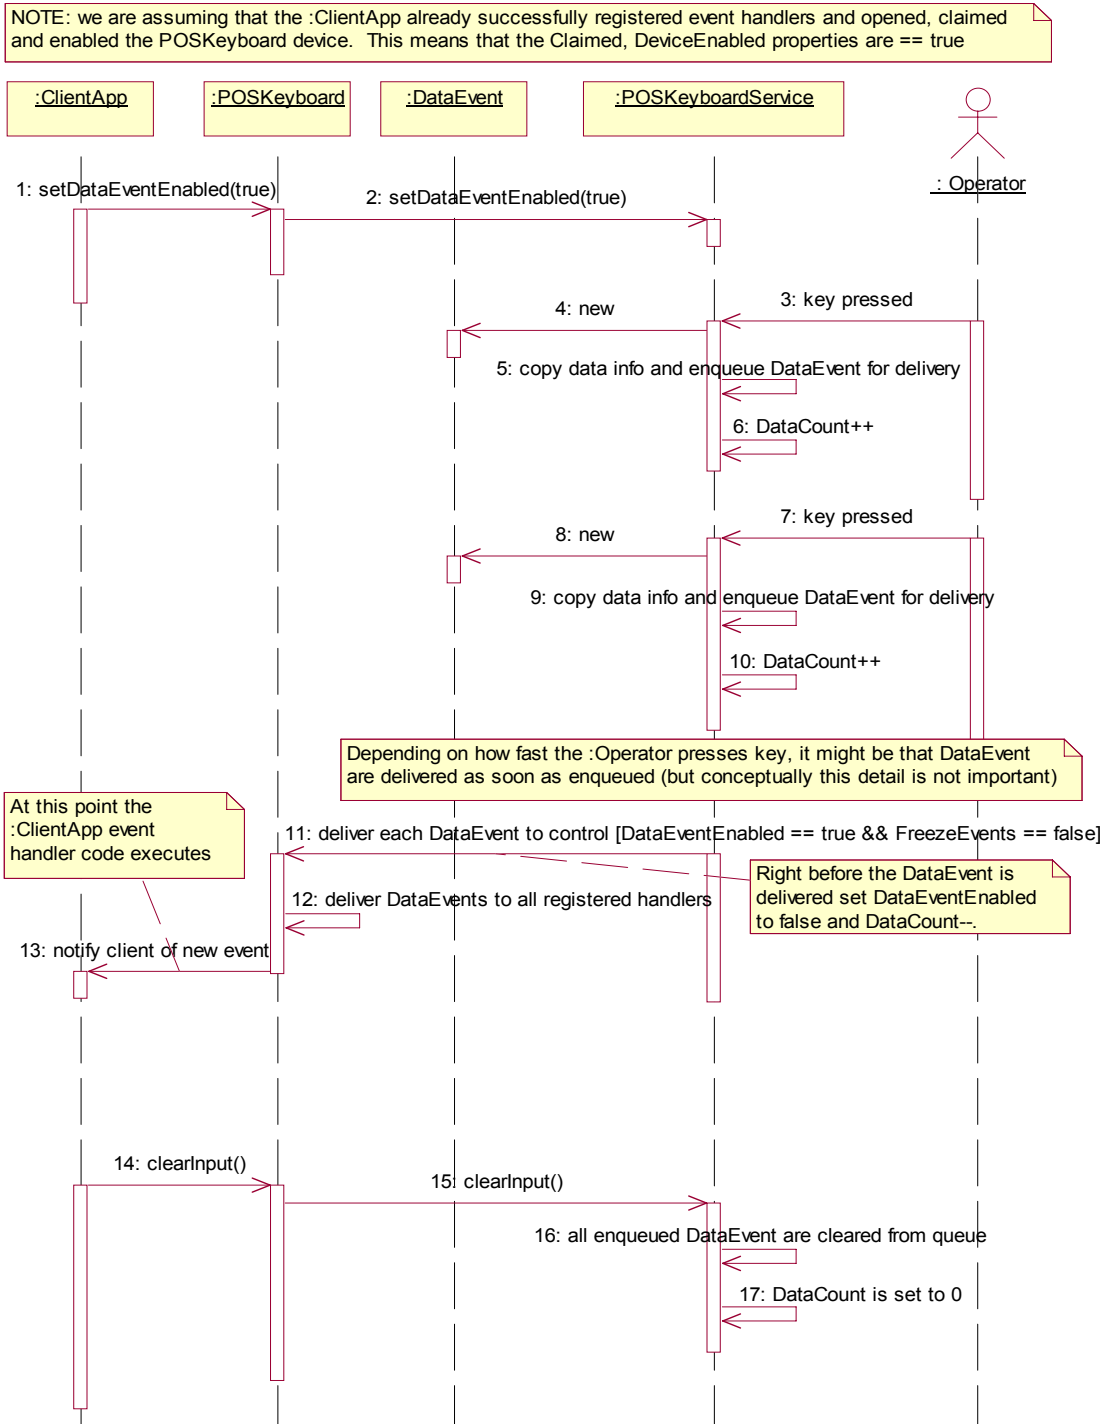 NOTE: we are assuming that the :ClientApp already successfully registered event handlers and opened, claimed
and enabled the POSKeyboard device. This means that the Claimed, DeviceEnabled properties are == true
:ClientApp
:POSKeyboard
:DataEvent
:POSKeyboardService
: Operator
1: setDataEventEnabled(true)
2: setDataEventEnabled(true)
3: key pressed
4: new
5: copy data info and enqueue DataEvent for delivery
6: DataCount++
7: key pressed
8: new
9: copy data info and enqueue DataEvent for delivery
10: DataCount++
Depending on how fast the :Operator presses key, it might be that DataEvent
are delivered as soon as enqueued (but conceptually this detail is not important)
At this point the
:ClientApp event
handler code executes
11: deliver each DataEvent to control [DataEventEnabled == true && FreezeEvents == false]
Right before the DataEvent is
delivered set DataEventEnabled
to false and DataCount--.
12: deliver DataEvents to all registered handlers
13: notify client of new event
14: clearInput()
15: clearInput()
16: all enqueued DataEvent are cleared from queue
17: DataCount is set to 0